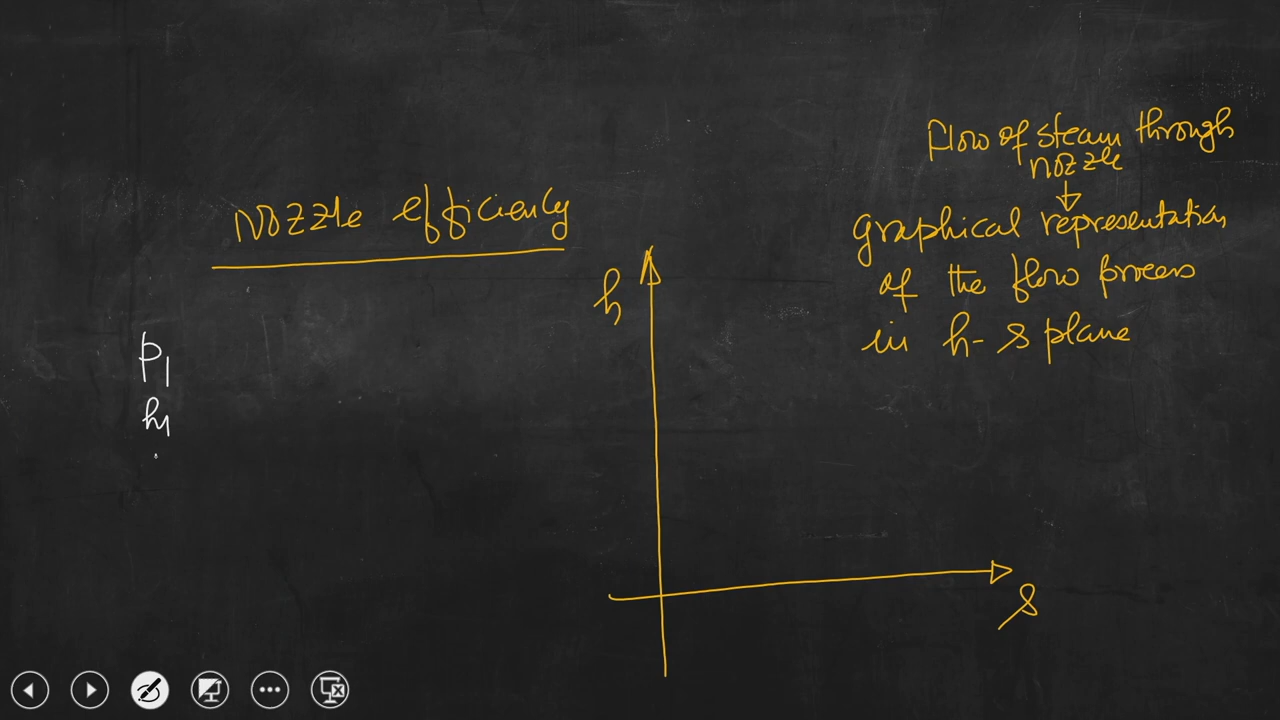 Nozzle efficiency
p1
h1
h
s
Flow of steam through
nozzle
graphical representation
of the flow process
in h-s plane